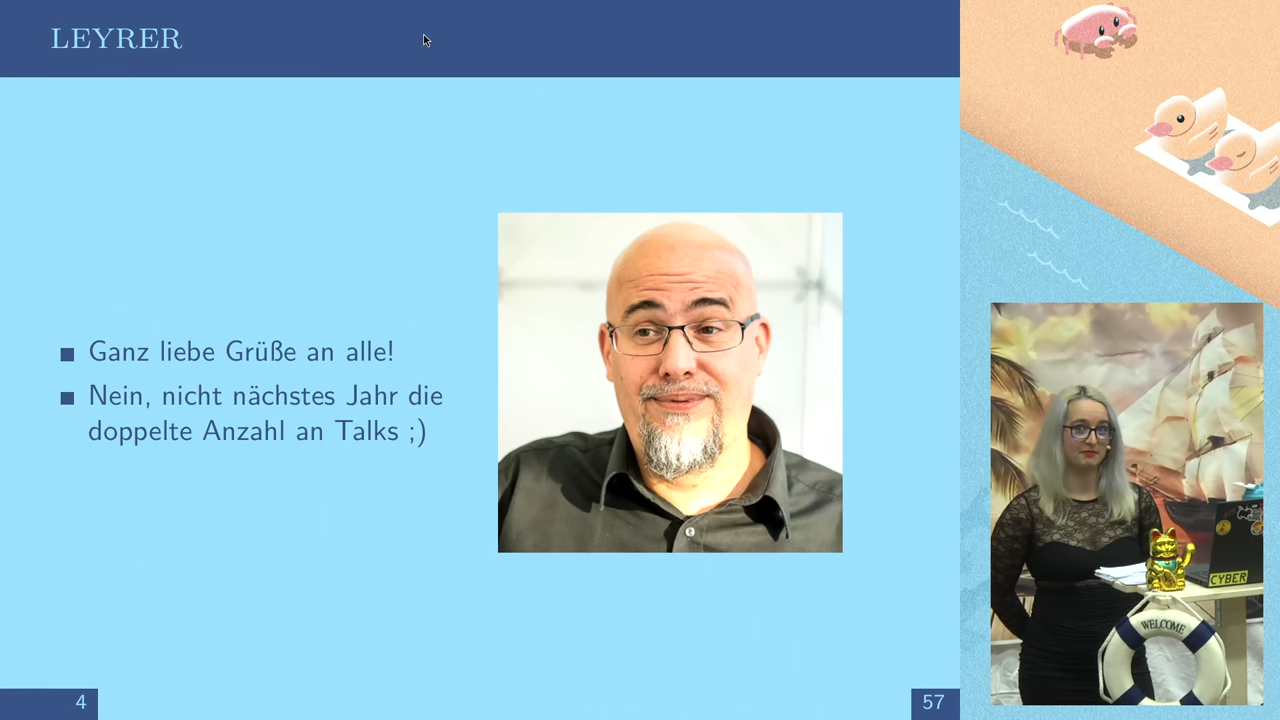 LEYRER
Ganz liebe Grüße an alle!
Nein, nicht nächstes Jahr die
doppelte Anzahl an Talks ;)
CYBER
WELCOME
4
57